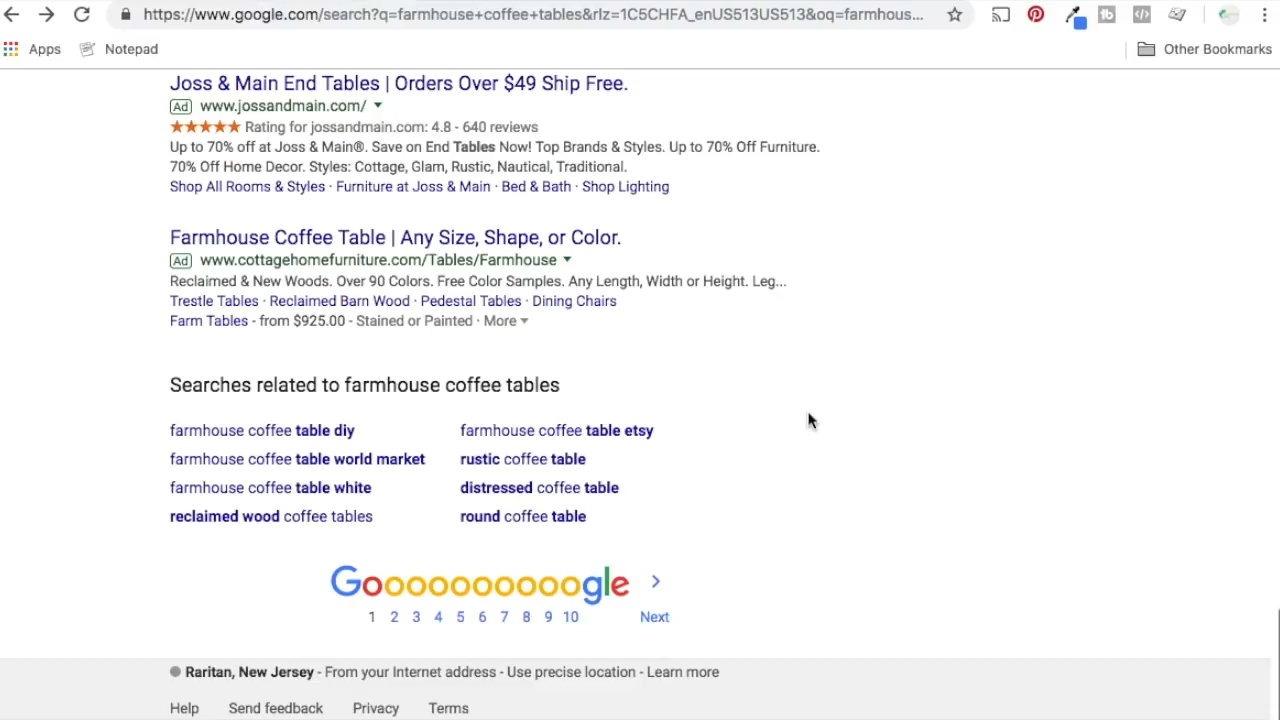 https://www.google.com/search?q=farmhouse+coffee+tables&rlz=1C5CHFA_enUS513US513&oq=farmhous...
Apps Notepad Other Bookmarks
Joss & Main End Tables | Orders Over $49 Ship Free.
Ad www.jossandmain.com/
Rating for jossandmain.com: 4.8 - 640 reviews
Up to 70% off at Joss & Main®. Save on End Tables Now! Top Brands & Styles. Up to 70% Off Furniture.
70% Off Home Decor. Styles: Cottage, Glam, Rustic, Nautical, Traditional.
Shop All Rooms & Styles · Furniture at Joss & Main · Bed & Bath · Shop Lighting
Farmhouse Coffee Table | Any Size, Shape, or Color.
Ad www.cottagehomefurniture.com/Tables/Farmhouse
Reclaimed & New Woods. Over 90 Colors. Free Color Samples. Any Length, Width or Height. Leg...
Trestle Tables · Reclaimed Barn Wood · Pedestal Tables · Dining Chairs
Farm Tables - from $925.00 - Stained or Painted · More
Searches related to farmhouse coffee tables
farmhouse coffee table diy farmhouse coffee table etsy
farmhouse coffee table world market rustic coffee table
farmhouse coffee table white distressed coffee table
reclaimed wood coffee tables round coffee table
Goooooooooogle >
1 2 3 4 5 6 7 8 9 10 Next
Raritan, New Jersey - From your Internet address - Use precise location - Learn more
Help Send feedback Privacy Terms